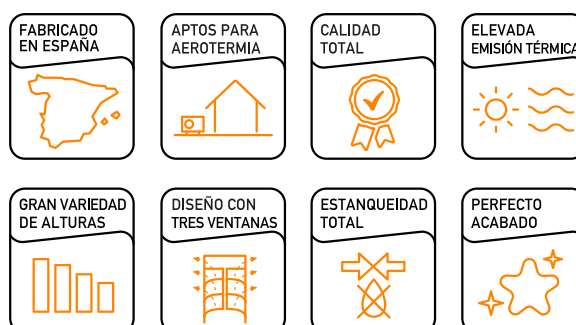 FABRICADO
EN ESPAÑA
APTOS PARA
AEROTERMIA
CALIDAD
TOTAL
ELEVADA
EMISIÓN TÉRMICA
GRAN VARIEDAD
DE ALTURAS
DISEÑO CON
TRES VENTANAS
ESTANQUEIDAD
TOTAL
PERFECTO
ACABADO